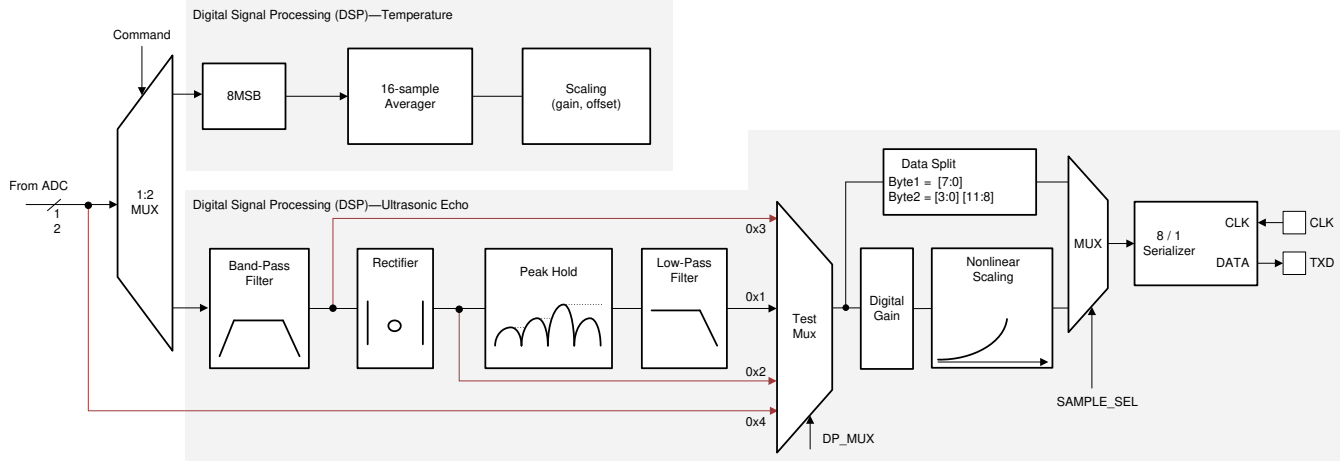 Digital Signal Processing (DSP)—Temperature
Command
8MSB
16-sample
Averager
Scaling
(gain, offset)
From ADC
1
2
1:2
MUX
Digital Signal Processing (DSP)—Ultrasonic Echo
Band-Pass
Filter
Rectifier
Peak Hold
Low-Pass
Filter
0x3
0x1
0x2
0x4
Test
Mux
DP_MUX
Data Split
Byte1 = [7:0]
Byte2 = [3:0] [11:8]
Digital
Gain
Nonlinear
Scaling
MUX
SAMPLE_SEL
8 / 1
Serializer
CLK
DATA
CLK
TXD